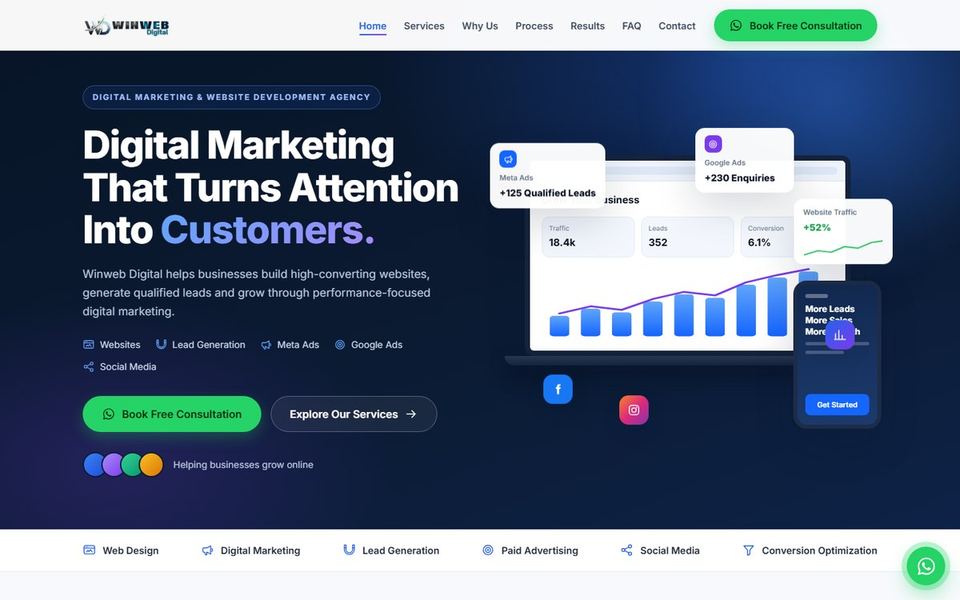 WINWEB
Digital
Home
Services
Why Us
Process
Results
FAQ
Contact
Book Free Consultation
DIGITAL MARKETING & WEBSITE DEVELOPMENT AGENCY
Digital Marketing
That Turns Attention
Into Customers.
Winweb Digital helps businesses build high-converting websites,
generate qualified leads and grow through performance-focused
digital marketing.
Websites
Lead Generation
Meta Ads
Google Ads
Social Media
Book Free Consultation
Explore Our Services
Helping businesses grow online
Meta Ads
+125 Qualified Leads
Google Ads
+230 Enquiries
Website Traffic
+52%
Traffic
18.4k
Leads
352
Conversion
6.1%
More Leads
More Sales
More
Get Started
Web Design
Digital Marketing
Lead Generation
Paid Advertising
Social Media
Conversion Optimization